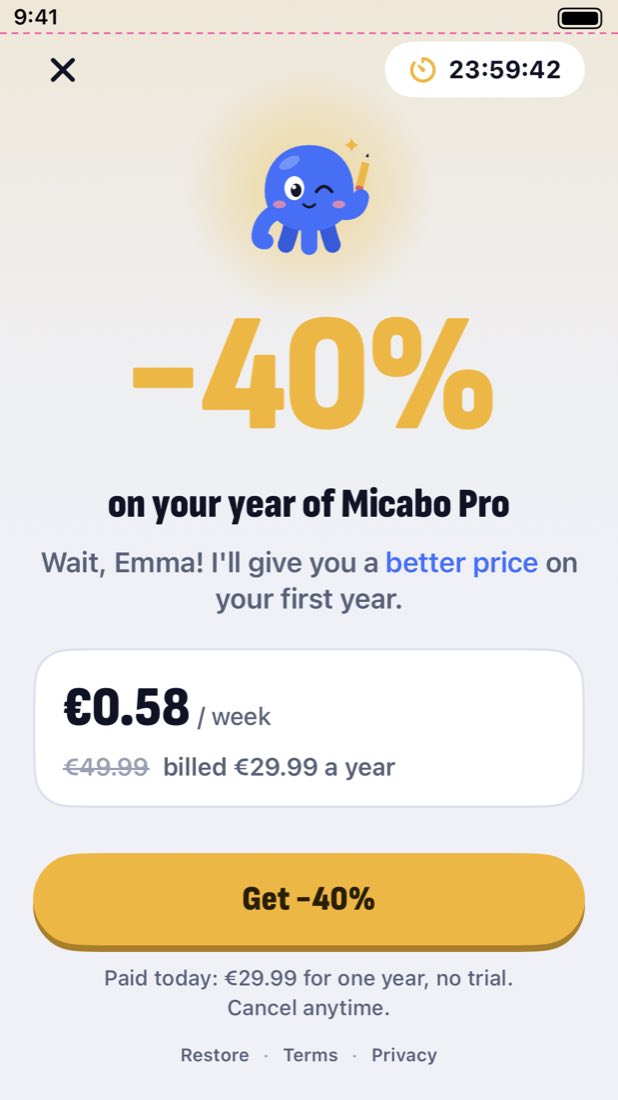 9:41
23:59:42
−40%
on your year of Micabo Pro
Wait, Emma! I'll give you a better price on
your first year.
€0.58 / week
€49.99 billed €29.99 a year
Get −40%
Paid today: €29.99 for one year, no trial.
Cancel anytime.
Restore · Terms · Privacy